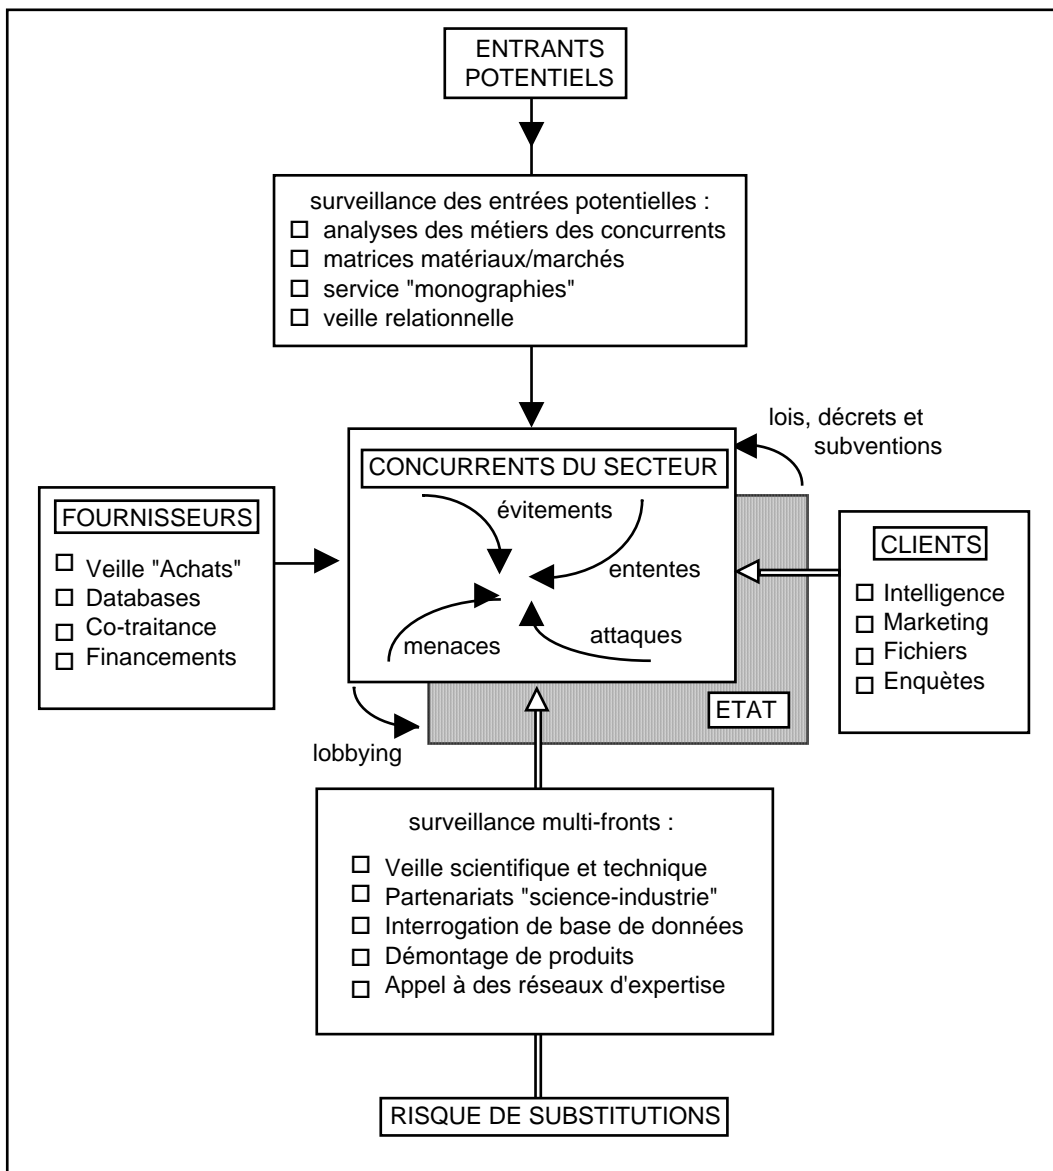 ENTRANTS
POTENTIELS
surveillance des entrées potentielles :
analyses des métiers des concurrents
matrices matériaux/marchés
service "monographies"
veille relationnelle
lois, décrets et
subventions
CONCURRENTS DU SECTEUR
évitements
ententes
menaces
attaques
FOURNISSEURS
Veille "Achats"
Databases
Co-traitance
Financements
CLIENTS
Intelligence
Marketing
Fichiers
Enquètes
ETAT
lobbying
surveillance multi-fronts :
Veille scientifique et technique
Partenariats "science-industrie"
Interrogation de base de données
Démontage de produits
Appel à des réseaux d'expertise
RISQUE DE SUBSTITUTIONS